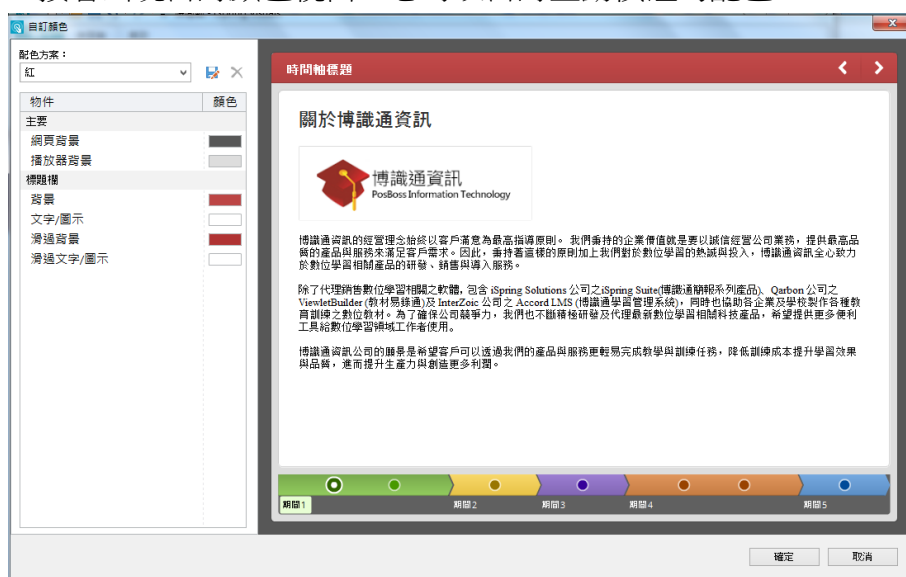 自訂顏色
配色方案：
紅
物件 顏色
主要
網頁背景
播放器背景
標題欄
背景
文字/圖示
滑過背景
滑過文字/圖示
時間軸標題
關於博識通資訊
博識通資訊
PosBoss Information Technology
博識通資訊的經營理念始終以客戶滿意為最高指導原則。 我們秉持的企業價值就是要以誠信經營公司業務，提供最高品
質的產品與服務來滿足客戶需求。因此，秉持著這樣的原則加上我們對於數位學習的熱誠與投入，博識通資訊全心致力
於數位學習相關產品的研發、銷售與導入服務。
除了代理銷售數位學習相關之軟體，包含 iSpring Solutions 公司之iSpring Suite(博識通簡報系列產品)、Qarbon 公司之
ViewletBuilder (教材易錄通)及 InterZoic 公司之 Accord LMS (博識通學習管理系統)，同時也協助各企業及學校製作各種教
育訓練之數位教材。為了確保公司競爭力，我們也不斷積極研發及代理最新數位學習相關科技產品，希望提供更多便利
工具給數位學習領域工作者使用。
博識通資訊公司的願景是希望客戶可以透過我們的產品與服務更輕易完成教學與訓練任務，降低訓練成本提升學習效果
與品質，進而提升生產力與創造更多利潤。
期間1 期間2 期間3 期間4 期間5
確定 取消